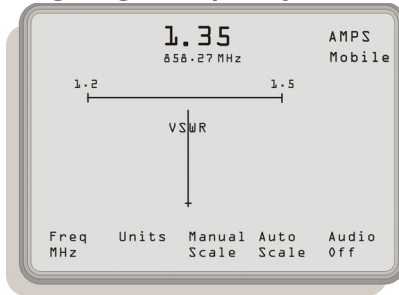 1.35
AMPS
858.27 MHz
Mobile
1.2
1.5
VSWR
Freq Units Manual Auto Audio
MHz Scale Scale Off